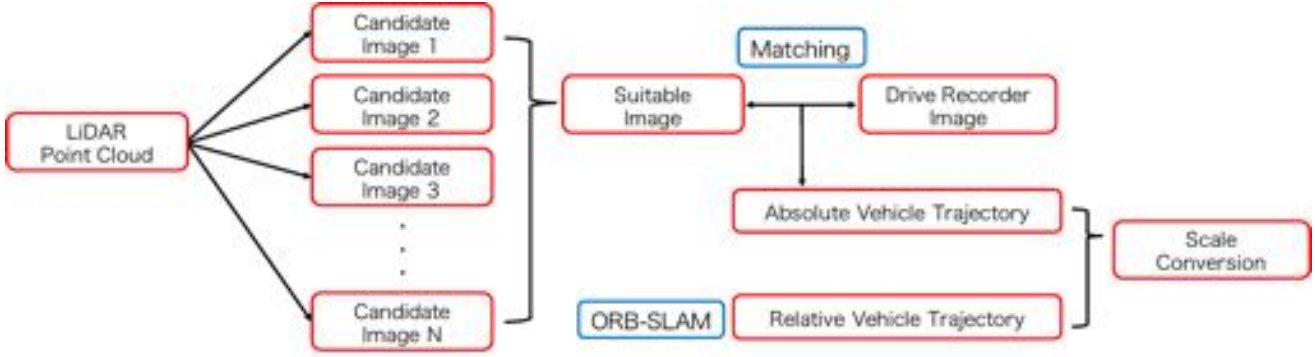 LiDAR
Point Cloud
Candidate
Image 1
Candidate
Image 2
Candidate
Image 3
Candidate
Image N
Suitable
Image
Matching
Drive Recorder
Image
Absolute Vehicle Trajectory
ORB-SLAM
Relative Vehicle Trajectory
Scale
Conversion